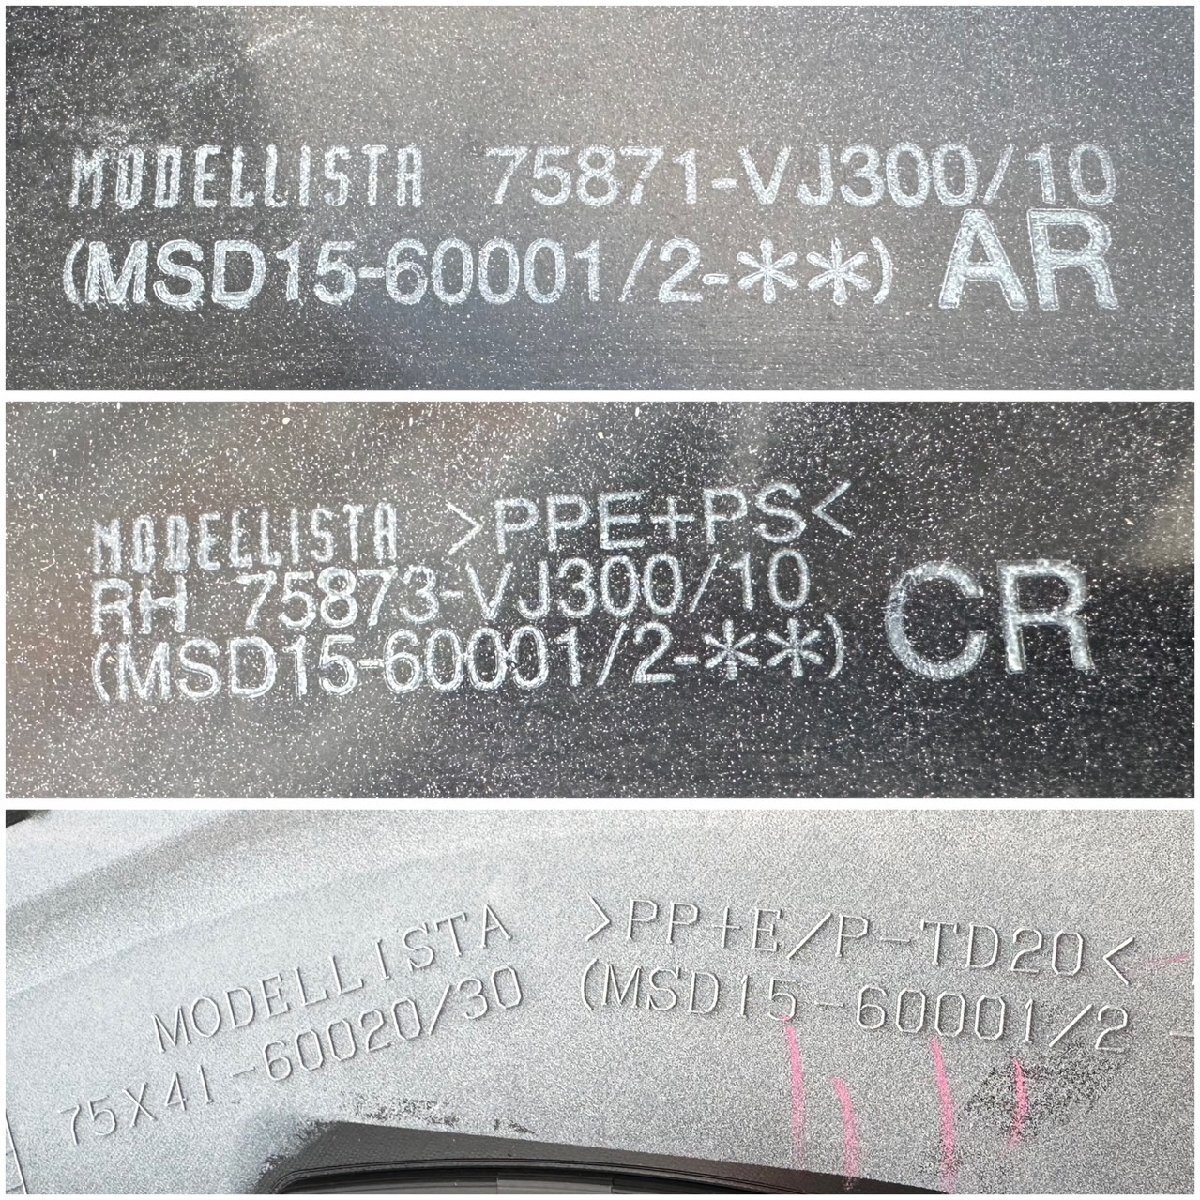 MODELLISTA 75871-VJ300/10
(MSD15-60001/2-**) AR
MODELLISTA >PPE+PS<
RH 75873-VJ300/10
(MSD15-60001/2-**) CR
MODELLISTA >PP+E/P-TD20<
75X41-60020/30 (MSD15-60001/2